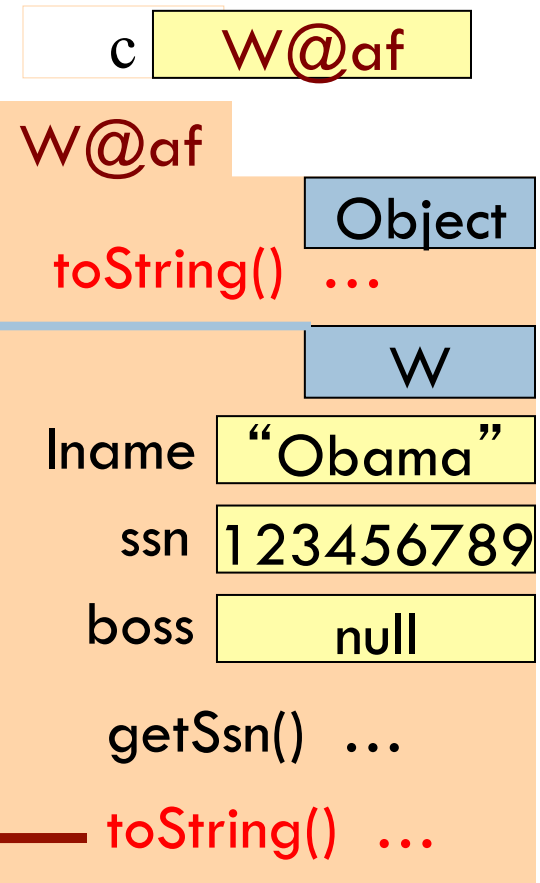 c W@af
W@af
Object
toString() …
W
lname “Obama”
ssn 123456789
boss null
getSsn() …
toString() …